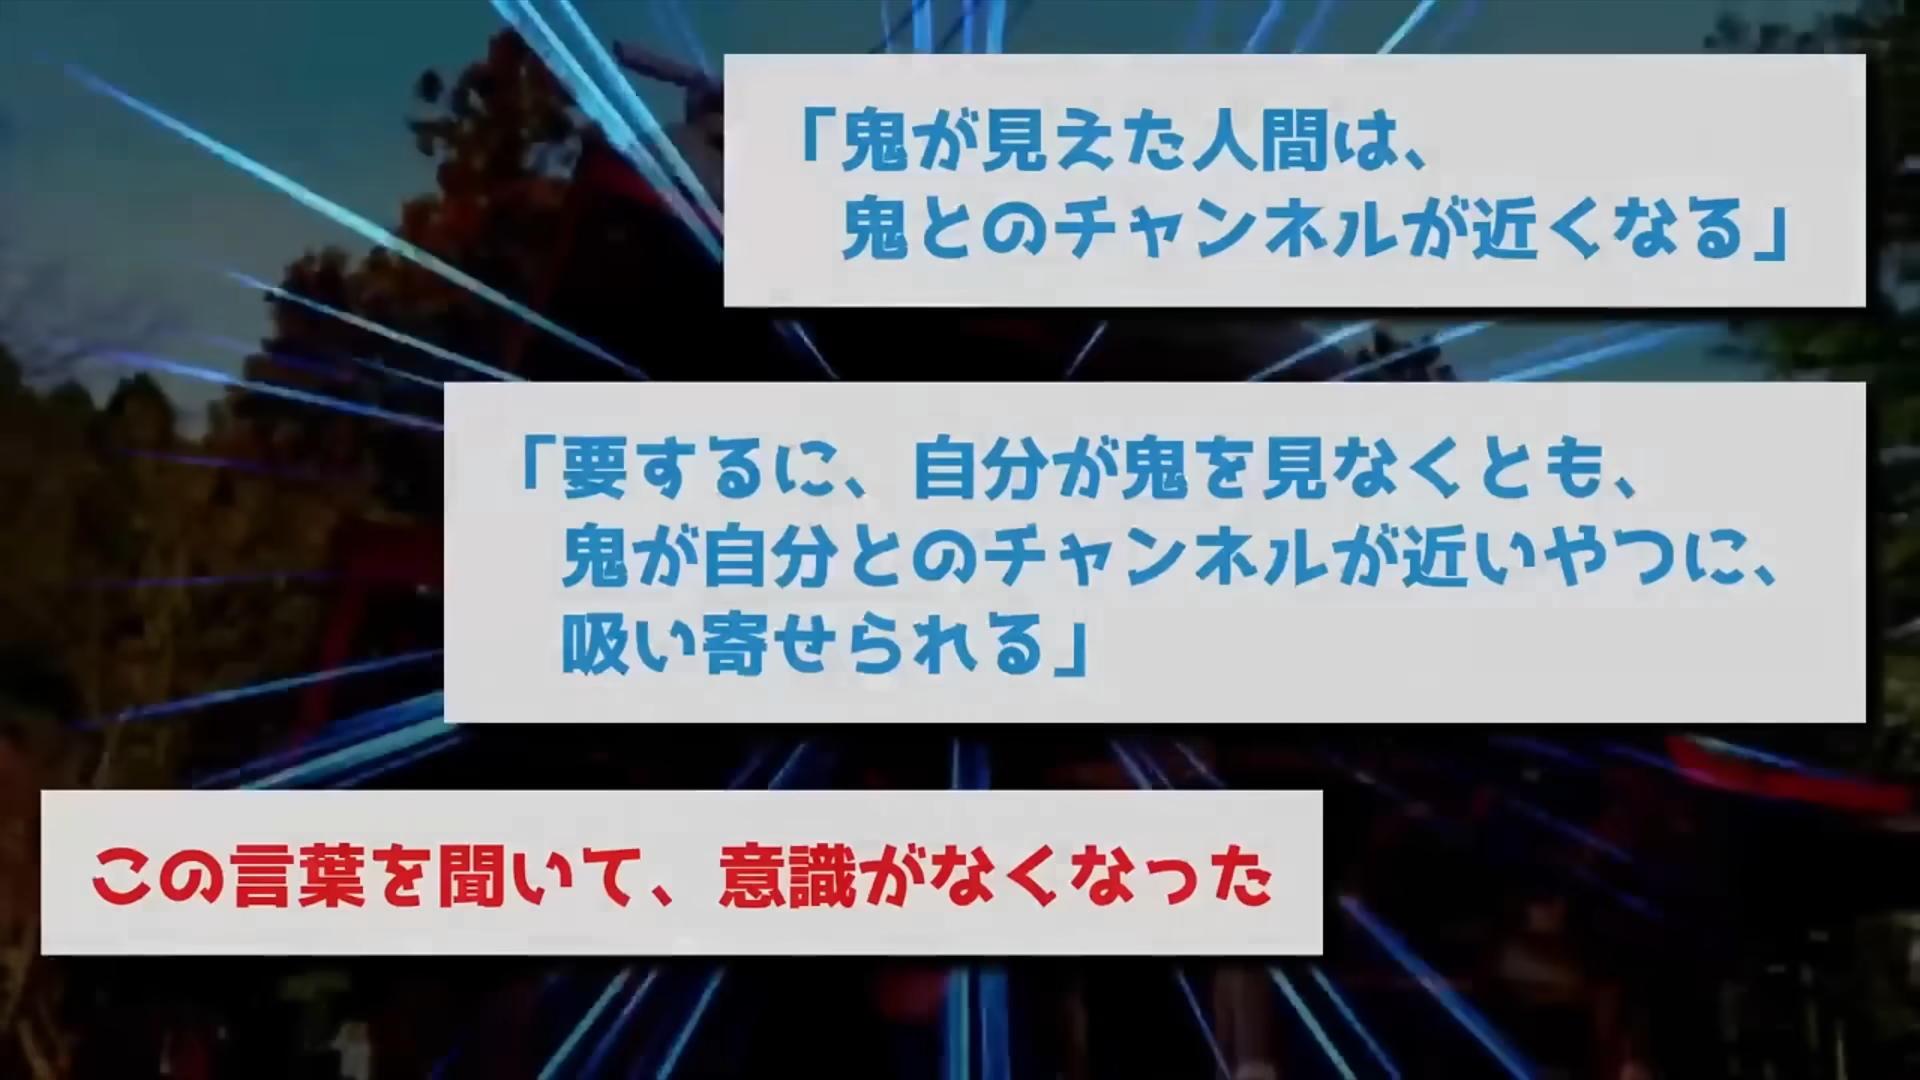 「鬼が見えた人間は、
鬼とのチャンネルが近くなる」
「要するに、自分が鬼を見なくとも、
鬼が自分とのチャンネルが近いやつに、
吸い寄せられる」
この言葉を聞いて、意識がなくなった